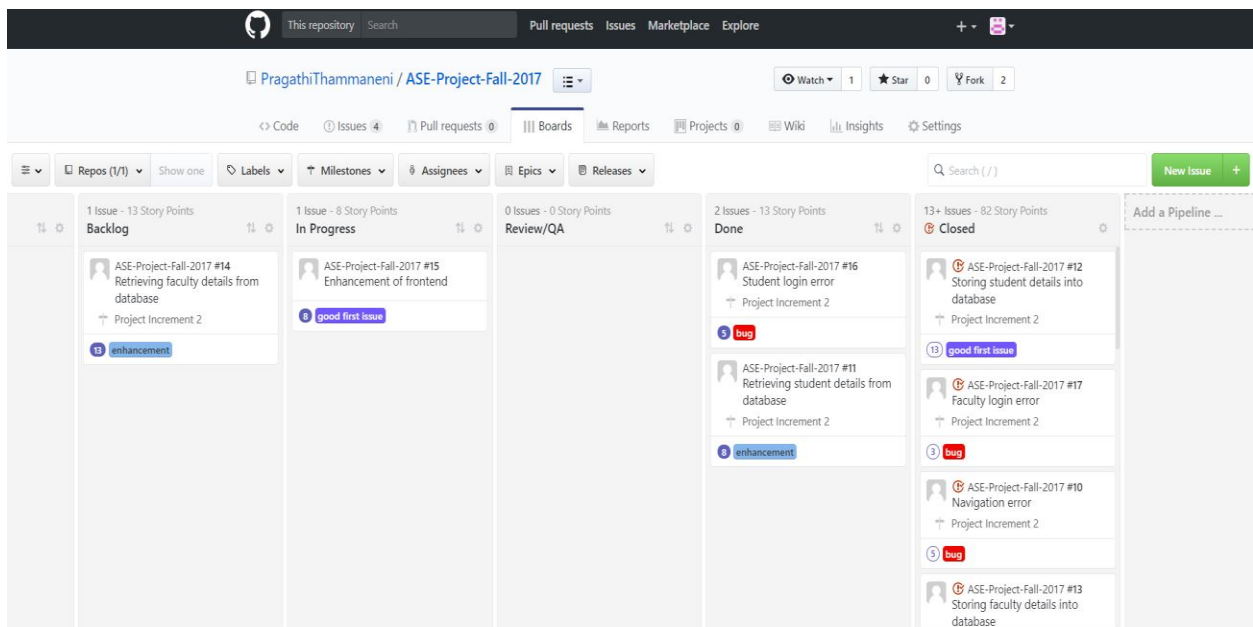 This repository Search Pull requests Issues Marketplace Explore
PragathiThammaneni / ASE-Project-Fall-2017 Watch 1 Star 0 Fork 2
<> Code Issues 4 Pull requests 0 Boards Reports Projects 0 Wiki Insights Settings
Repos (1/1) Show one Labels Milestones Assignees Epics Releases Search ( / ) New Issue +
1 Issue - 13 Story Points
Backlog
ASE-Project-Fall-2017 #14
Retrieving faculty details from
database
Project Increment 2
13 enhancement
1 Issue - 8 Story Points
In Progress
ASE-Project-Fall-2017 #15
Enhancement of frontend
8 good first issue
0 Issues - 0 Story Points
Review/QA
2 Issues - 13 Story Points
Done
ASE-Project-Fall-2017 #16
Student login error
Project Increment 2
5 bug
ASE-Project-Fall-2017 #11
Retrieving student details from
database
Project Increment 2
8 enhancement
13+ Issues - 82 Story Points
Closed
ASE-Project-Fall-2017 #12
Storing student details into
database
Project Increment 2
13 good first issue
ASE-Project-Fall-2017 #17
Faculty login error
Project Increment 2
3 bug
ASE-Project-Fall-2017 #10
Navigation error
Project Increment 2
5 bug
ASE-Project-Fall-2017 #13
Storing faculty details into
database
Add a Pipeline ...